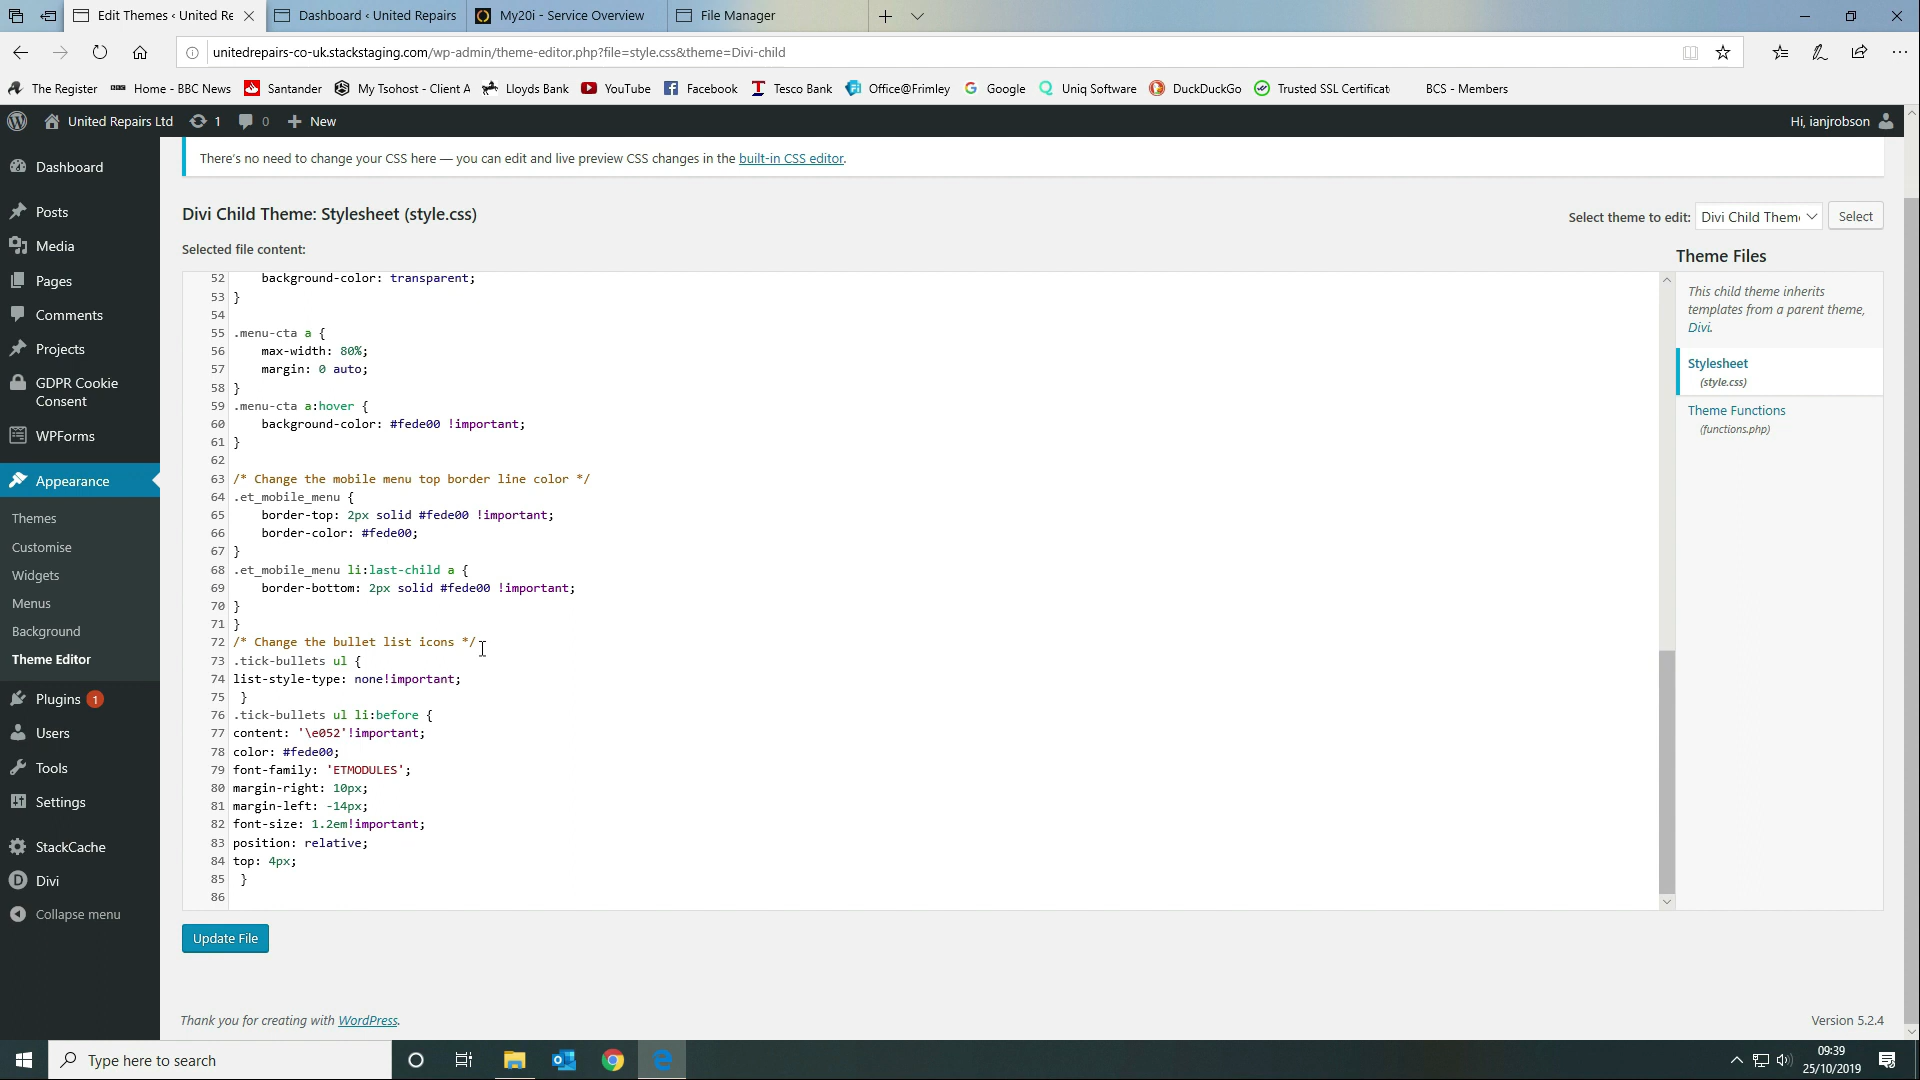 Edit Themes ‹ United Re
Dashboard ‹ United Repairs
My20i - Service Overview
File Manager
unitedrepairs-co-uk.stackstaging.com/wp-admin/theme-editor.php?file=style.css&theme=Divi-child
The Register
Home - BBC News
Santander
My Tsohost - Client A
Lloyds Bank
YouTube
Facebook
Tesco Bank
Office@Frimley
Google
Uniq Software
DuckDuckGo
Trusted SSL Certificat
BCS - Members
United Repairs Ltd
1
0
New
Hi, ianjrobson
Dashboard
Posts
Media
Pages
Comments
Projects
GDPR Cookie
Consent
WPForms
Appearance
Themes
Customise
Widgets
Menus
Background
Theme Editor
Plugins 1
Users
Tools
Settings
StackCache
Divi
Collapse menu
There's no need to change your CSS here — you can edit and live preview CSS changes in the built-in CSS editor.
Divi Child Theme: Stylesheet (style.css)
Select theme to edit: Divi Child Theme Select
Selected file content:
52 background-color: transparent;
53 }
54
55 .menu-cta a {
56 max-width: 80%;
57 margin: 0 auto;
58 }
59 .menu-cta a:hover {
60 background-color: #fede00 !important;
61 }
62
63 /* Change the mobile menu top border line color */
64 .et_mobile_menu {
65 border-top: 2px solid #fede00 !important;
66 border-color: #fede00;
67 }
68 .et_mobile_menu li:last-child a {
69 border-bottom: 2px solid #fede00 !important;
70 }
71 }
72 /* Change the bullet list icons */
73 .tick-bullets ul {
74 list-style-type: none!important;
75 }
76 .tick-bullets ul li:before {
77 content: '\e052'!important;
78 color: #fede00;
79 font-family: 'ETMODULES';
80 margin-right: 10px;
81 margin-left: -14px;
82 font-size: 1.2em!important;
83 position: relative;
84 top: 4px;
85 }
86
Theme Files
This child theme inherits
templates from a parent theme,
Divi.
Stylesheet
(style.css)
Theme Functions
(functions.php)
Update File
Thank you for creating with WordPress.
Version 5.2.4
Type here to search
09:39
25/10/2019